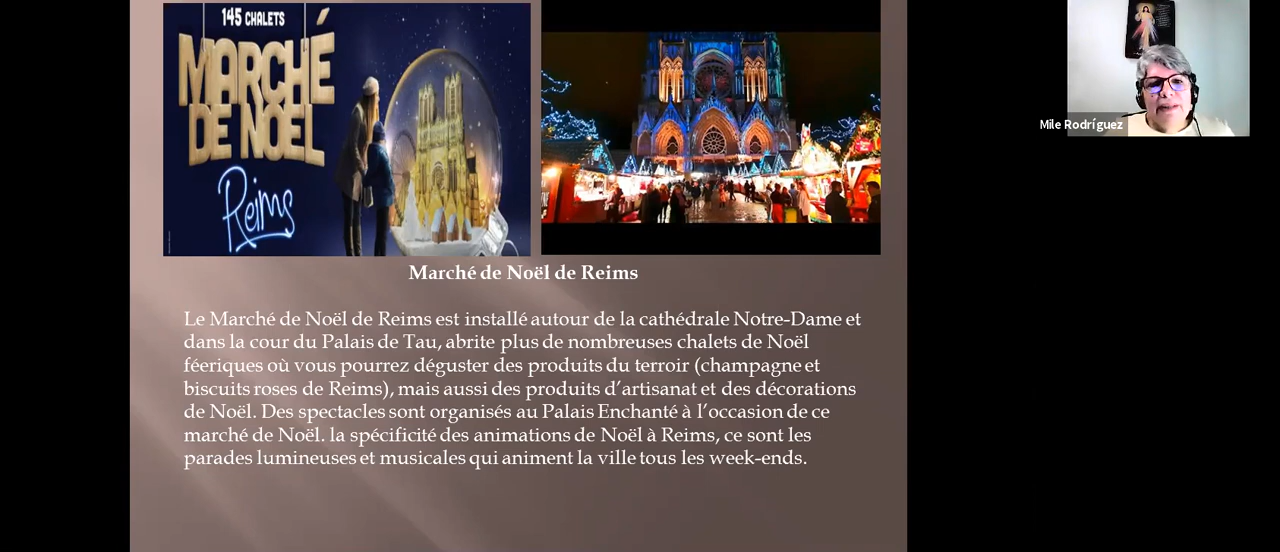 145 CHALETS
MARCHÉ
DE NOËL
Reims
Mile Rodríguez
Marché de Noël de Reims
Le Marché de Noël de Reims est installé autour de la cathédrale Notre-Dame et
dans la cour du Palais de Tau, abrite plus de nombreuses chalets de Noël
féeriques où vous pourrez déguster des produits du terroir (champagne et
biscuits roses de Reims), mais aussi des produits d’artisanat et des décorations
de Noël. Des spectacles sont organisés au Palais Enchanté à l’occasion de ce
marché de Noël. la spécificité des animations de Noël à Reims, ce sont les
parades lumineuses et musicales qui animent la ville tous les week-ends.